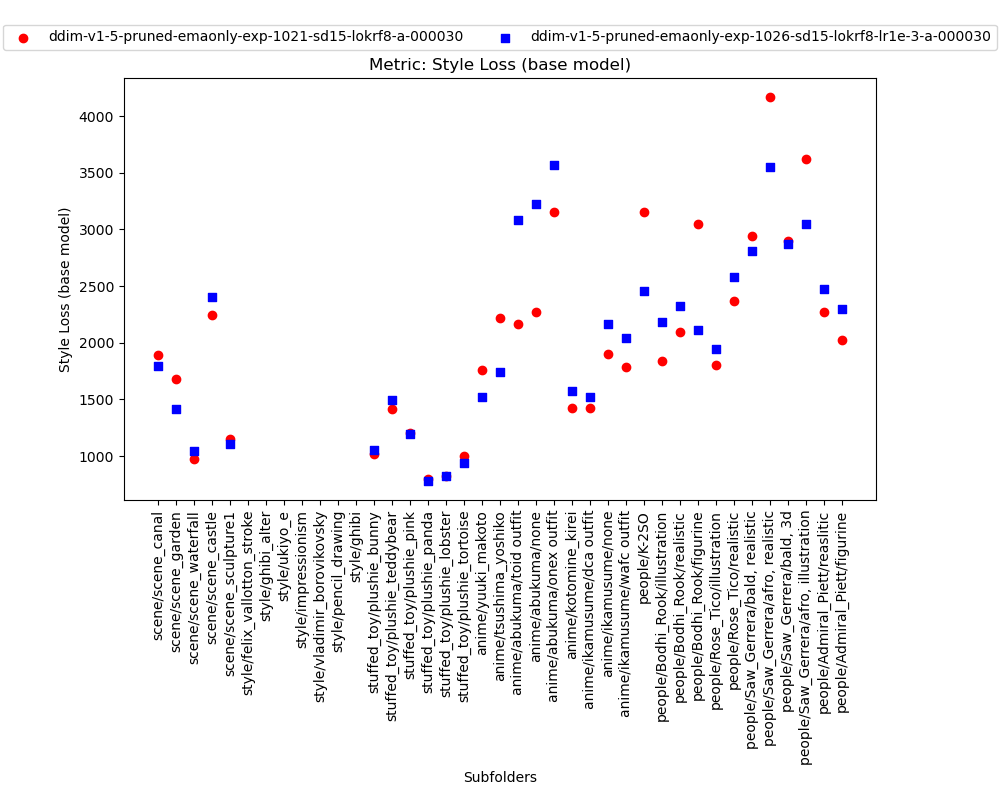 ddim-v1-5-pruned-emaonly-exp-1021-sd15-lokrf8-a-000030
ddim-v1-5-pruned-emaonly-exp-1026-sd15-lokrf8-lr1e-3-a-000030
Metric: Style Loss (base model)
Style Loss (base model)
4000
3500
3000
2500
2000
1500
1000
scene/scene_canal
scene/scene_garden
scene/scene_waterfall
scene/scene_castle
scene/scene_sculpture1
style/felix_vallotton_stroke
style/ghibi_alter
style/ukiyo_e
style/impressionism
style/vladimir_borovikovsky
style/pencil_drawing
style/ghibi
stuffed_toy/plushie_bunny
stuffed_toy/plushie_teddybear
stuffed_toy/plushie_pink
stuffed_toy/plushie_panda
stuffed_toy/plushie_lobster
stuffed_toy/plushie_tortoise
anime/yuuki_makoto
anime/tsushima_yoshiko
anime/abukuma/toid outfit
anime/abukuma/none
anime/abukuma/onex outfit
anime/kotomine_kirei
anime/ikamusume/dca outfit
anime/ikamusume/none
anime/ikamusume/wafc outfit
people/K-2SO
people/Bodhi_Rook/illustration
people/Bodhi_Rook/realistic
people/Bodhi_Rook/figurine
people/Rose_Tico/illustration
people/Rose_Tico/realistic
people/Saw_Gerrera/bald, realistic
people/Saw_Gerrera/afro, realistic
people/Saw_Gerrera/bald, 3d
people/Saw_Gerrera/afro, illustration
people/Admiral_Piett/reaslitic
people/Admiral_Piett/figurine
Subfolders